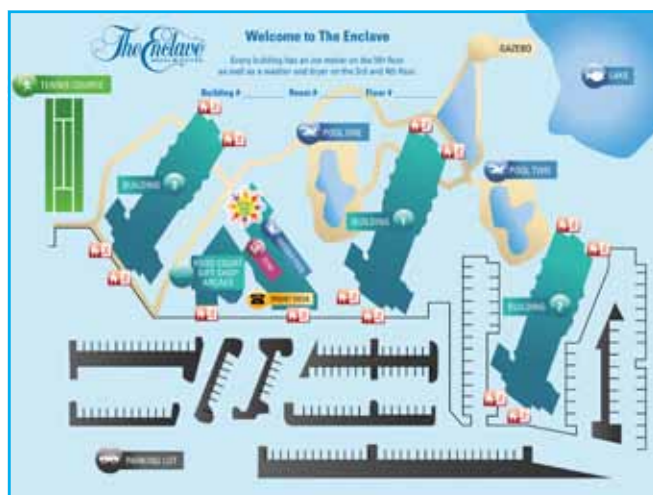 The Enclave
Welcome to The Enclave
Every building has an ice maker on the 5th floor
as well as a washer and dryer on the 3rd and 4th floor.
Building # Room # Floor #
GAZEBO
LAKE
TENNIS COURTS
POOL ONE
POOL TWO
BUILDING
BUILDING
BUILDING
FOOD COURT
GIFT SHOP
ARCADE
FRONT DESK
PARKING LOT